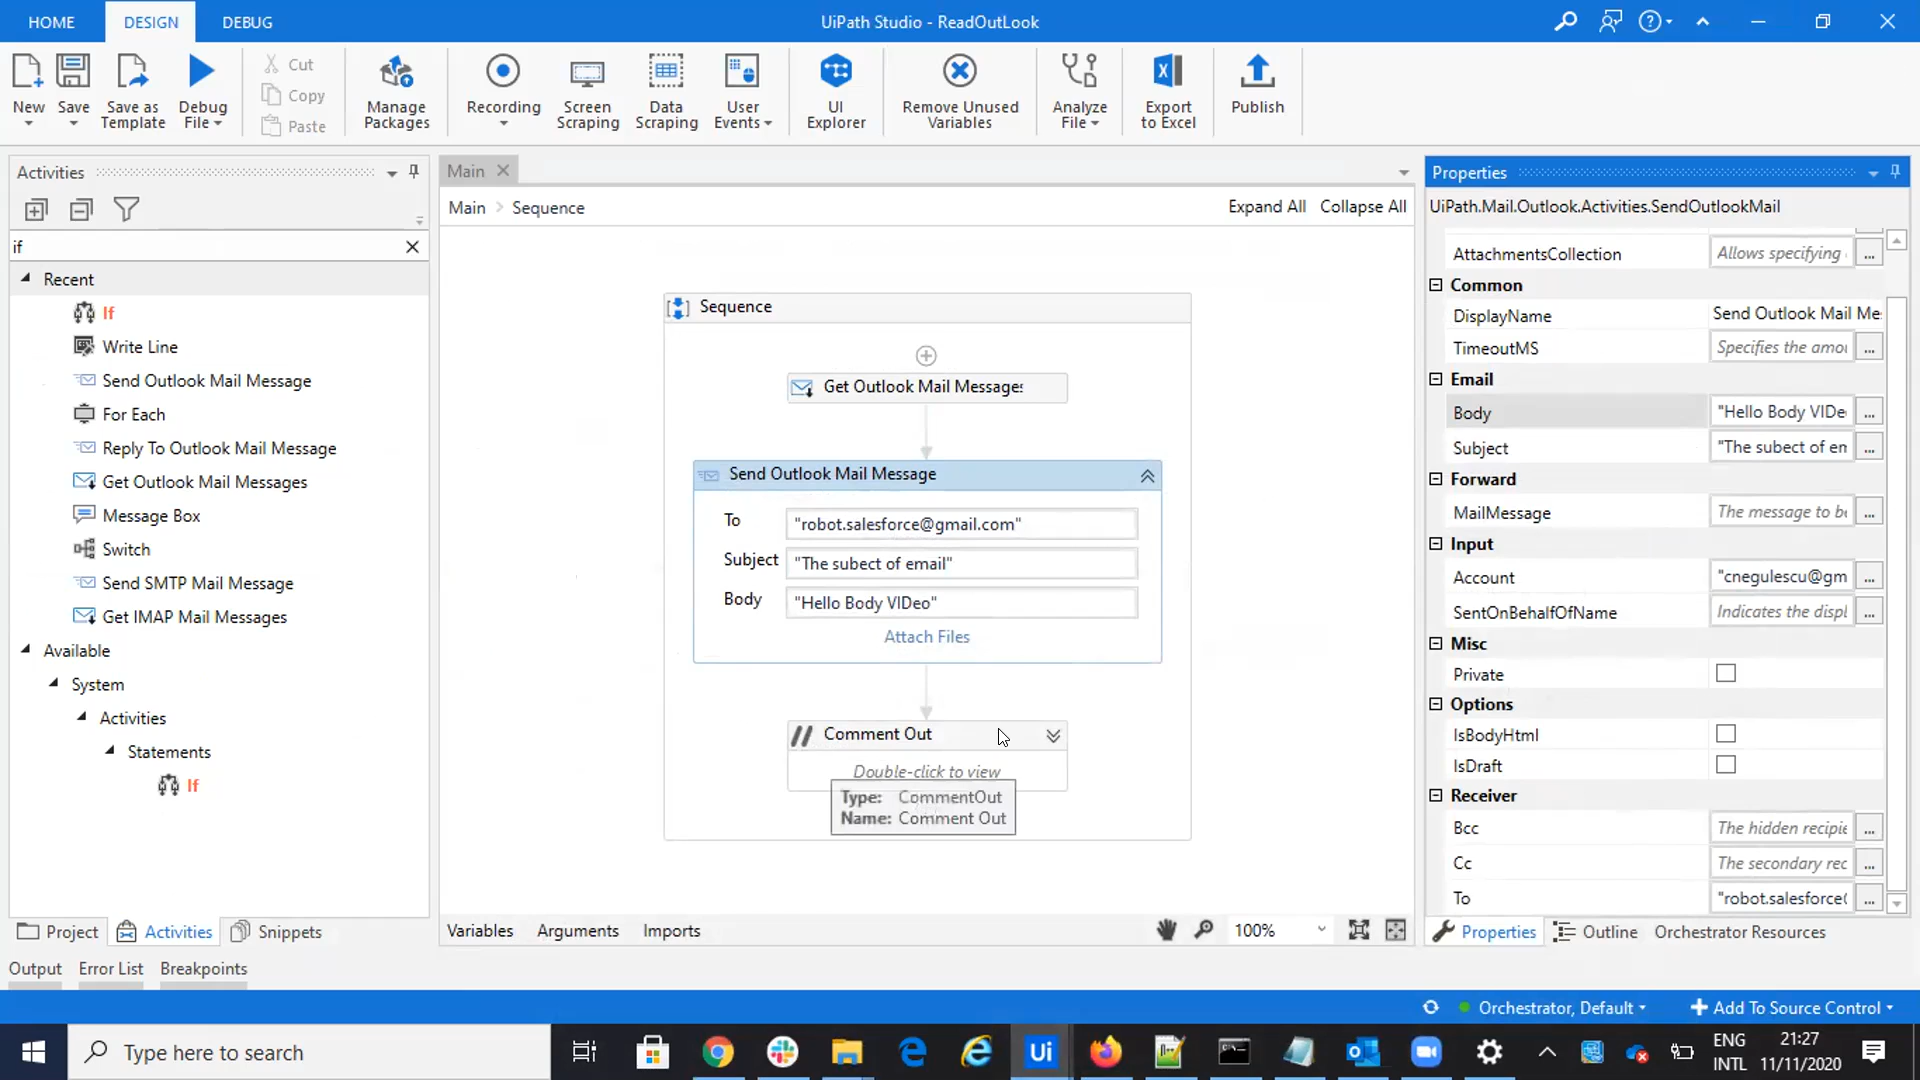 HOME DESIGN DEBUG UiPath Studio - ReadOutLook
New Save Save as Template Debug File Cut Copy Paste Manage Packages Recording Screen Scraping Data Scraping User Events UI Explorer Remove Unused Variables Analyze File Export to Excel Publish
Activities
if
Recent
If
Write Line
Send Outlook Mail Message
For Each
Reply To Outlook Mail Message
Get Outlook Mail Messages
Message Box
Switch
Send SMTP Mail Message
Get IMAP Mail Messages
Available
System
Activities
Statements
If
Project Activities Snippets
Main
Main > Sequence Expand All Collapse All
Sequence
Get Outlook Mail Messages
Send Outlook Mail Message
To "robot.salesforce@gmail.com"
Subject "The subect of email"
Body "Hello Body VIDeo"
Attach Files
// Comment Out
Double-click to view
Type: CommentOut
Name: Comment Out
Variables Arguments Imports 100%
Properties
UiPath.Mail.Outlook.Activities.SendOutlookMail
AttachmentsCollection Allows specifying ...
Common
DisplayName Send Outlook Mail Me
TimeoutMS Specifies the amou ...
Email
Body "Hello Body VIDe ...
Subject "The subect of em ...
Forward
MailMessage The message to be ...
Input
Account "cnegulescu@gm ...
SentOnBehalfOfName Indicates the displ ...
Misc
Private
Options
IsBodyHtml
IsDraft
Receiver
Bcc The hidden recipie ...
Cc The secondary rec ...
To "robot.salesforce( ...
Properties Outline Orchestrator Resources
Output Error List Breakpoints
Orchestrator, Default Add To Source Control
Type here to search
Ui
ENG
INTL
21:27
11/11/2020